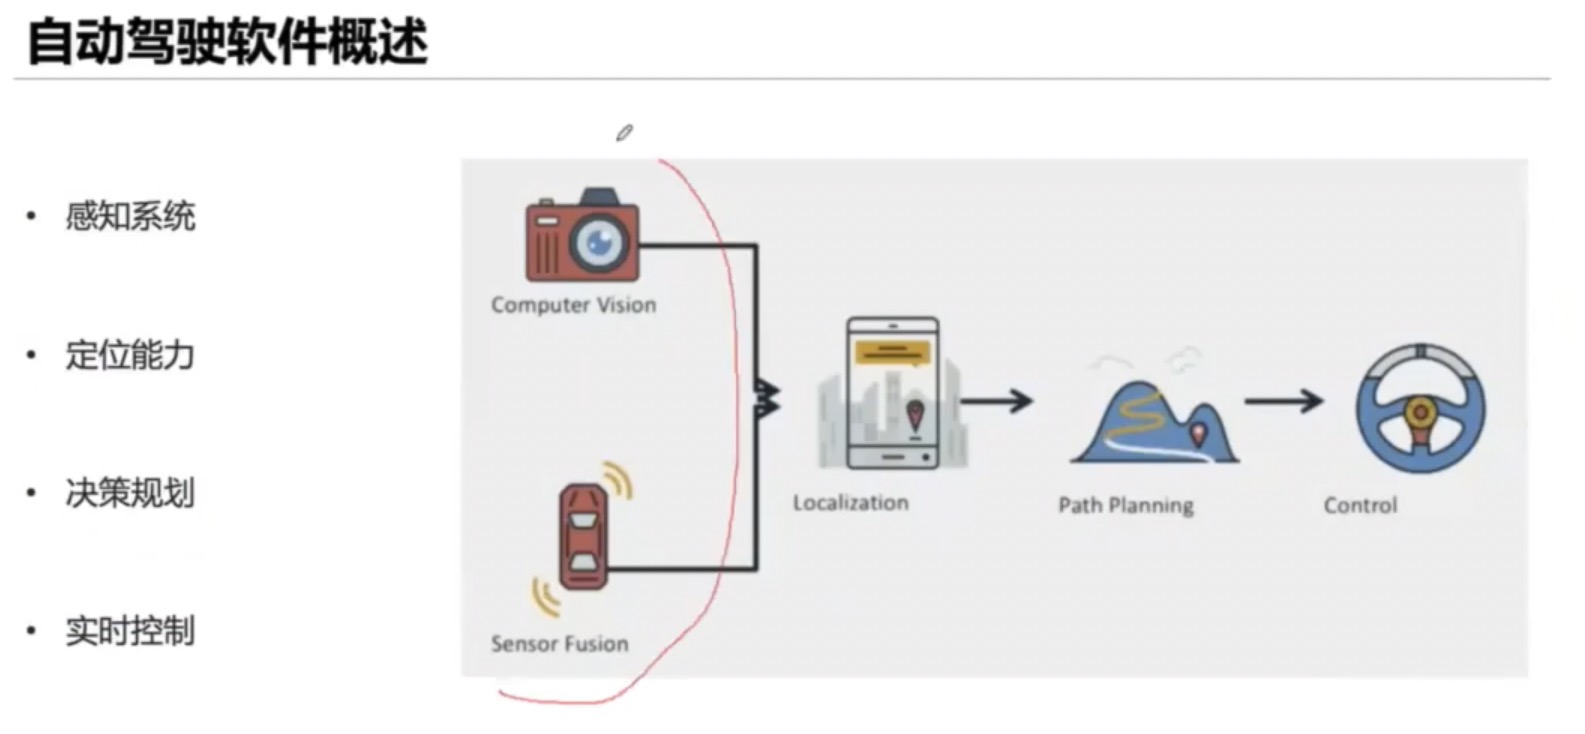 自动驾驶软件概述
• 感知系统
• 定位能力
• 决策规划
• 实时控制
Computer Vision
Sensor Fusion
Localization
Path Planning
Control